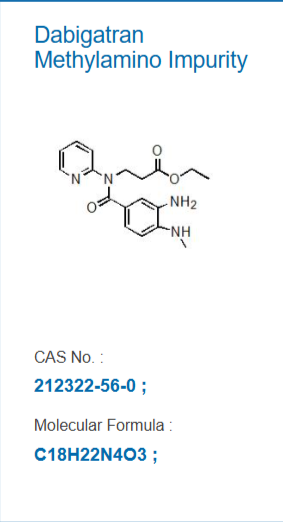 Dabigatran
Methylamino Impurity
O
N
N
O
O
NH2
NH
CAS No. :
212322-56-0 ;
Molecular Formula :
C18H22N4O3 ;